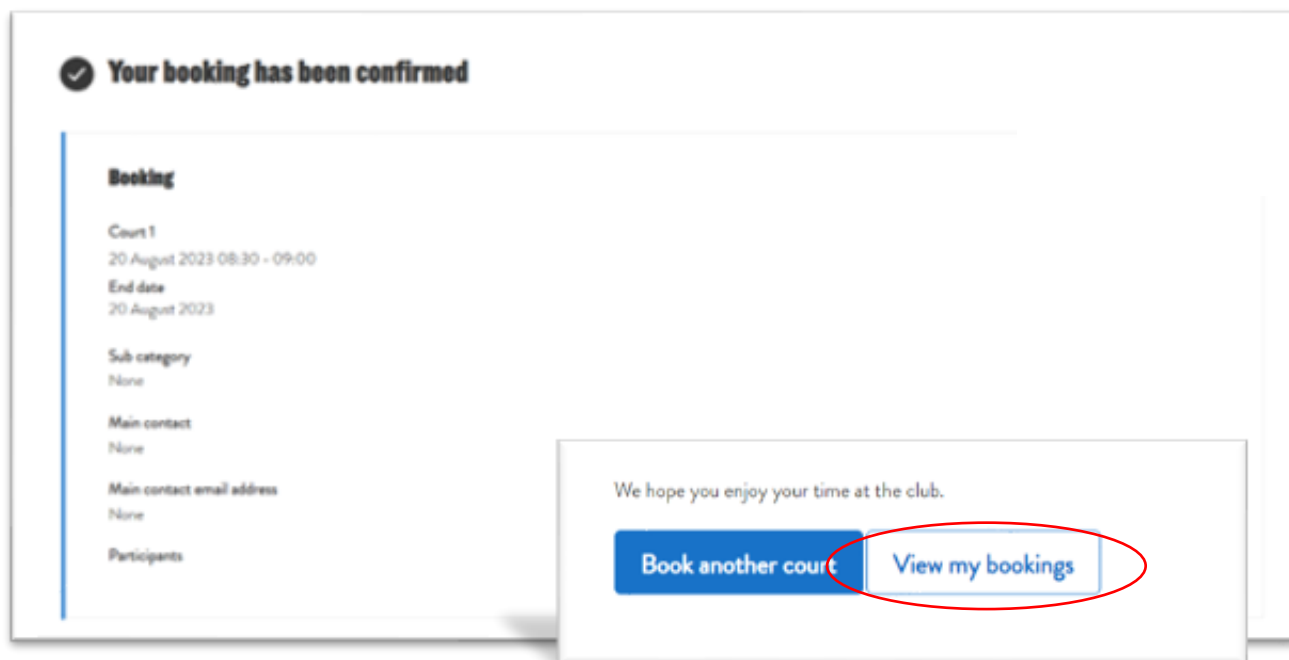 Your booking has been confirmed
Booking
Court 1
20 August 2023 08:30 - 09:00
End date
20 August 2023
Sub category
None
Main contact
None
Main contact email address
None
Participants
We hope you enjoy your time at the club.
Book another court
View my bookings